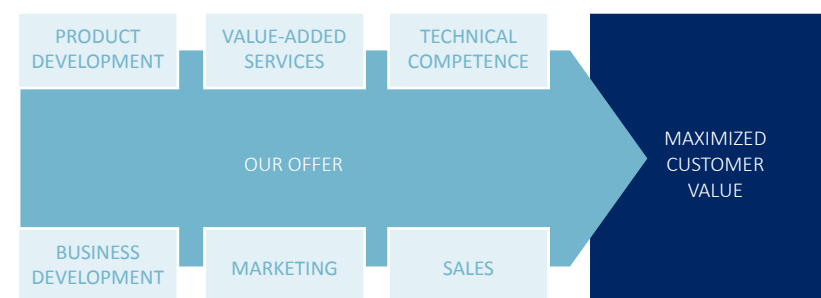 PRODUCT
DEVELOPMENT
VALUE-ADDED
SERVICES
TECHNICAL
COMPETENCE
OUR OFFER
MAXIMIZED
CUSTOMER
VALUE
BUSINESS
DEVELOPMENT
MARKETING
SALES